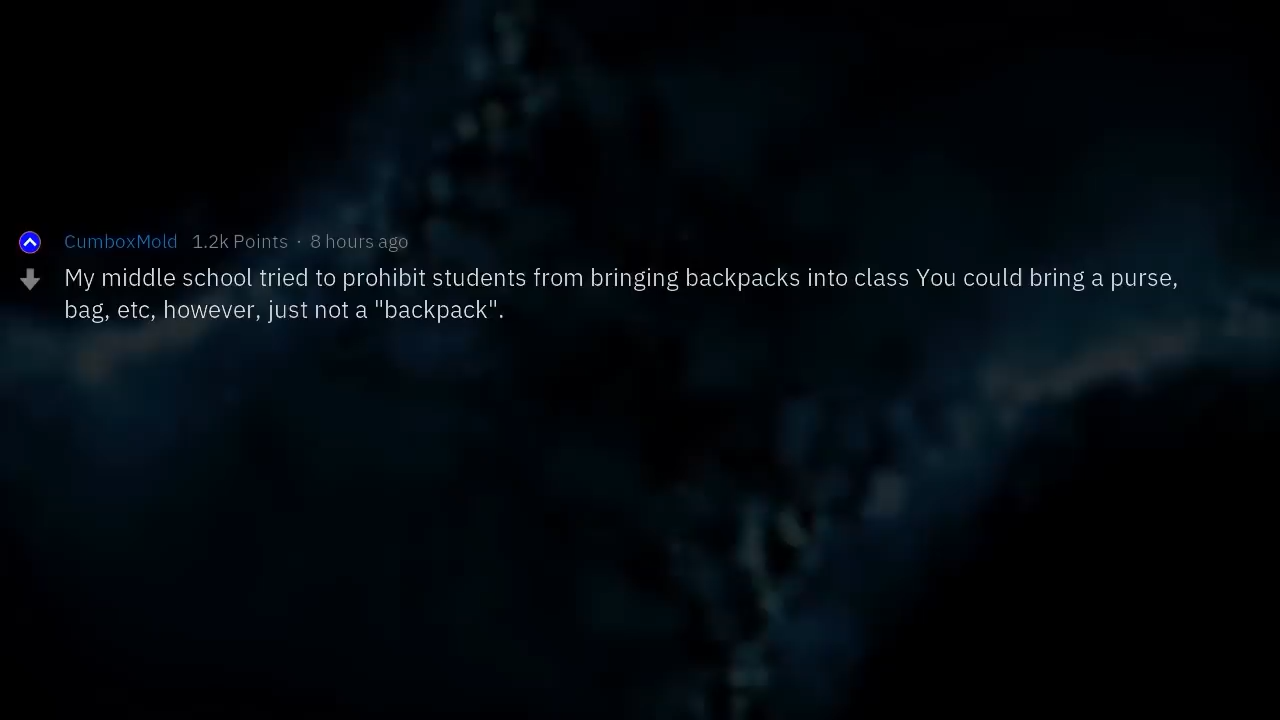 CumboxMold 1.2k Points · 8 hours ago
My middle school tried to prohibit students from bringing backpacks into class You could bring a purse,
bag, etc, however, just not a "backpack".